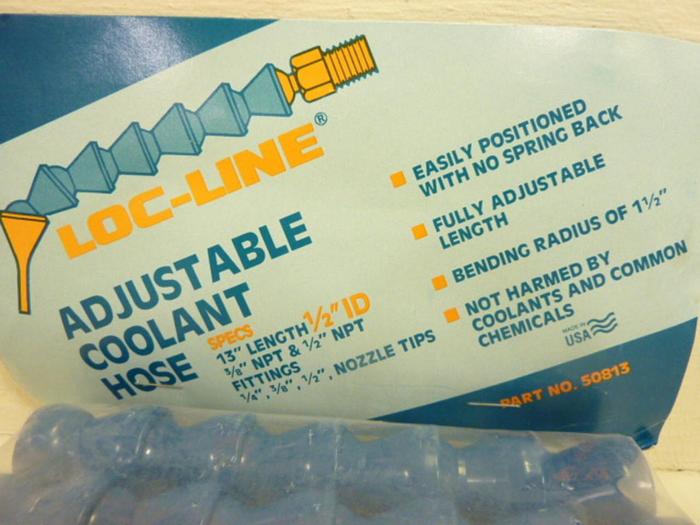 LOC-LINE®
ADJUSTABLE
COOLANT
HOSE
SPECS
13" LENGTH 1/2" ID
3/8" NPT & 1/2" NPT
FITTINGS
1/4", 3/8", 1/2", NOZZLE TIPS
EASILY POSITIONED
WITH NO SPRING BACK
FULLY ADJUSTABLE
LENGTH
BENDING RADIUS OF 1 1/2"
NOT HARMED BY
COOLANTS AND COMMON
CHEMICALS
MADE IN
USA
PART NO. 50813